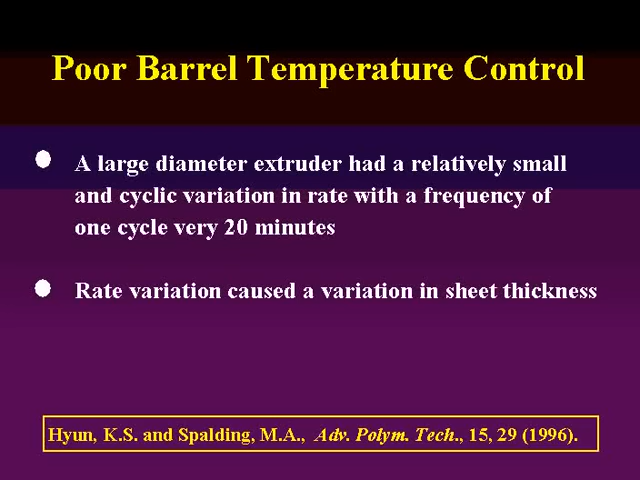 Poor Barrel Temperature Control
A large diameter extruder had a relatively small
and cyclic variation in rate with a frequency of
one cycle very 20 minutes
Rate variation caused a variation in sheet thickness
Hyun, K.S. and Spalding, M.A., Adv. Polym. Tech., 15, 29 (1996).